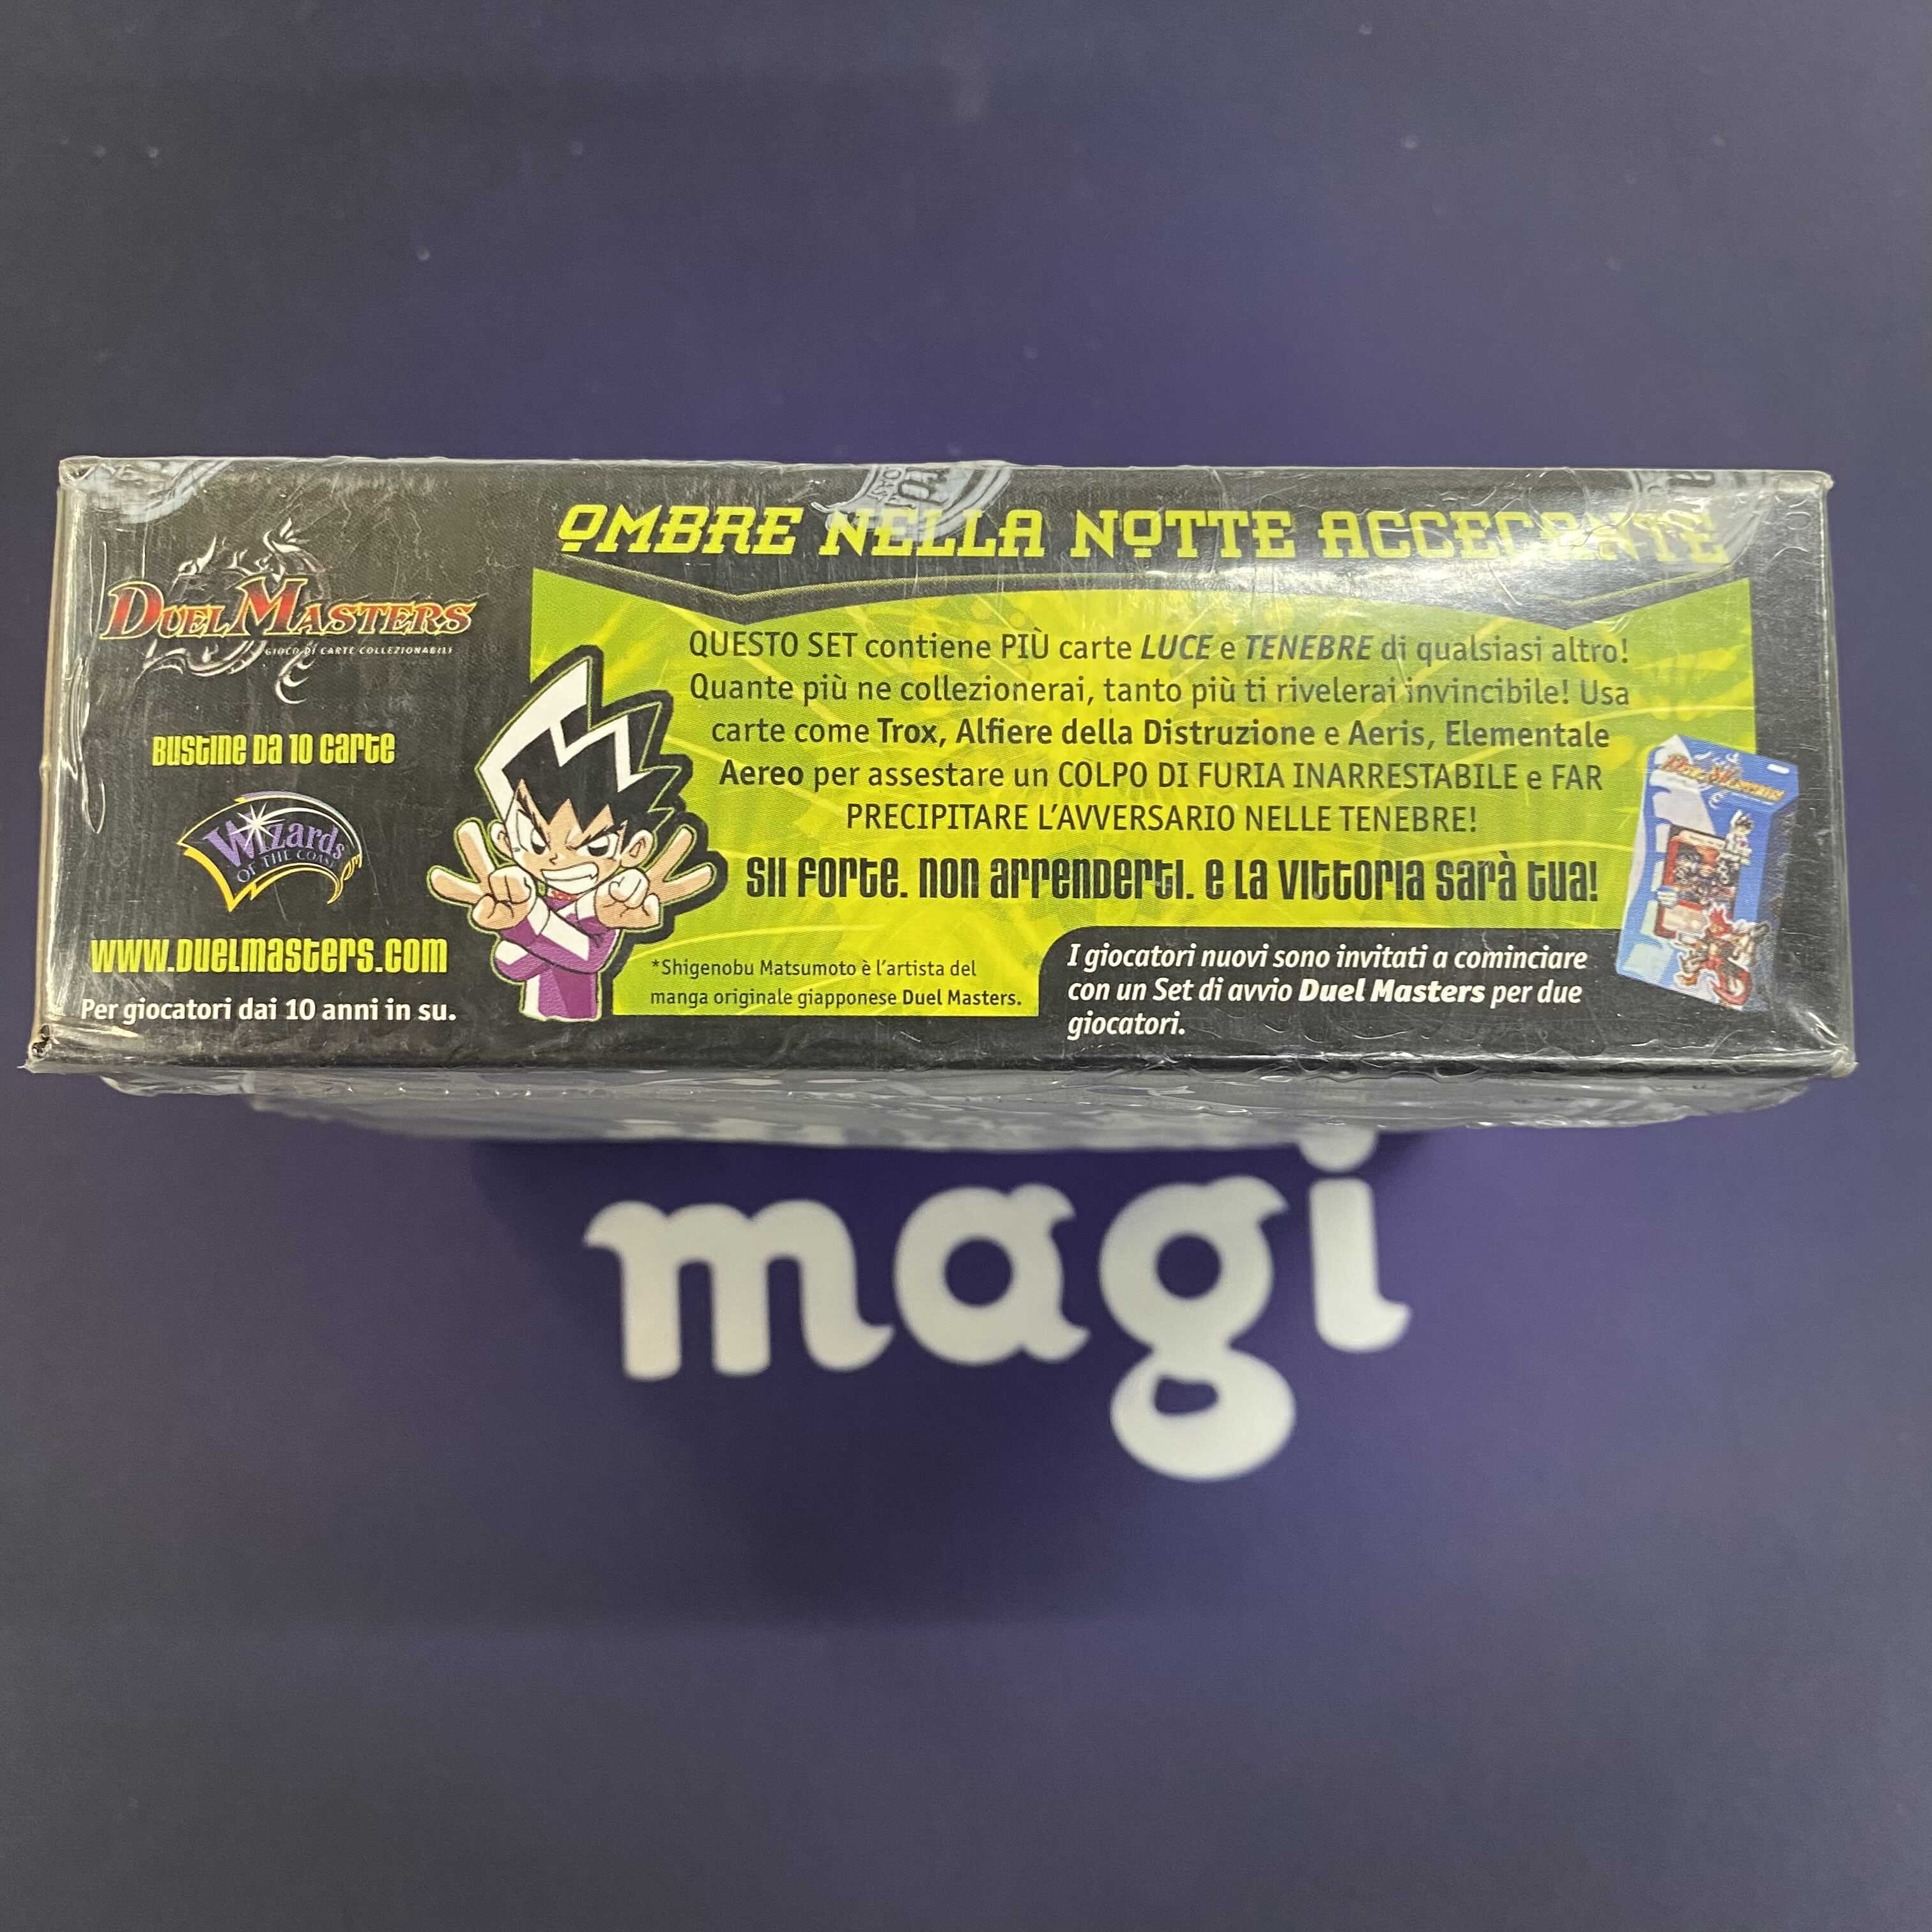 OMBRE NELLA NOTTE ACCECANTE
DUEL MASTERS
GIOCO DI CARTE COLLEZIONABILI
BUSTINE DA 10 CARTE
Wizards
OF THE COAST
WWW.DUELMASTERS.COM
Per giocatori dai 10 anni in su.
QUESTO SET contiene PIÙ carte LUCE e TENEBRE di qualsiasi altro!
Quante più ne collezionerai, tanto più ti rivelerai invincibile! Usa
carte come Trox, Alfiere della Distruzione e Aeris, Elementale
Aereo per assestare un COLPO DI FURIA INARRESTABILE e FAR
PRECIPITARE L'AVVERSARIO NELLE TENEBRE!
SII FORTE. NON ARRENDERTI. E LA VITTORIA SARÀ TUA!
*Shigenobu Matsumoto è l'artista del
manga originale giapponese Duel Masters.
I giocatori nuovi sono invitati a cominciare
con un Set di avvio Duel Masters per due
giocatori.
DUEL MASTERS
magi